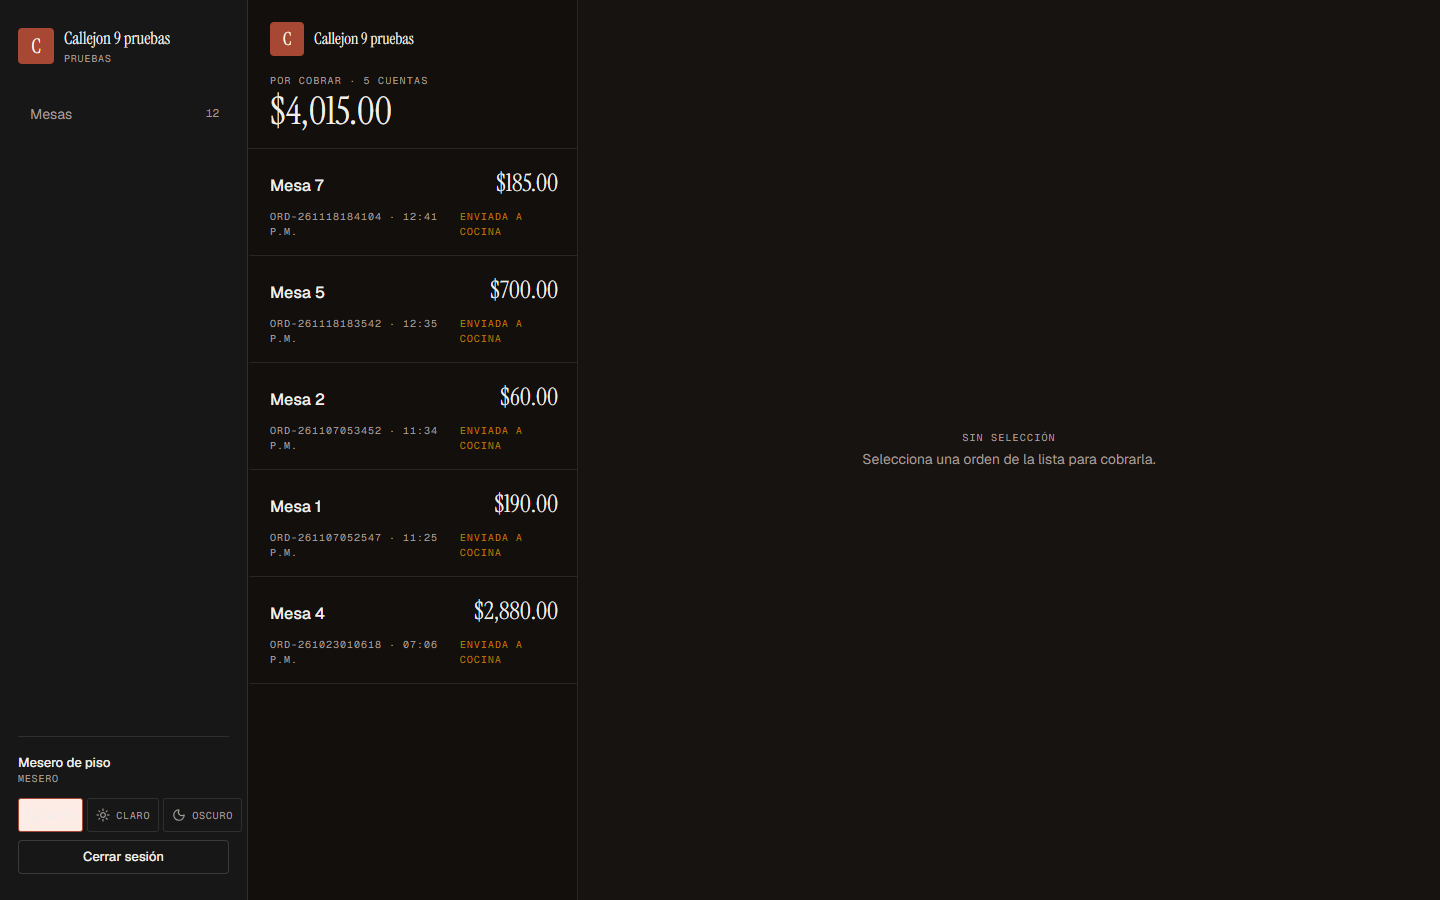 C
Callejon 9 pruebas
PRUEBAS
Mesas
12
Mesero de piso
MESERO
CLARO
OSCURO
Cerrar sesión
C
Callejon 9 pruebas
POR COBRAR · 5 CUENTAS
$4,015.00
Mesa 7
$185.00
ORD-261118184104 · 12:41
P.M.
ENVIADA A
COCINA
Mesa 5
$700.00
ORD-261118183542 · 12:35
P.M.
ENVIADA A
COCINA
Mesa 2
$60.00
ORD-261107053452 · 11:34
P.M.
ENVIADA A
COCINA
Mesa 1
$190.00
ORD-261107052547 · 11:25
P.M.
ENVIADA A
COCINA
Mesa 4
$2,880.00
ORD-261023010618 · 07:06
P.M.
ENVIADA A
COCINA
SIN SELECCIÓN
Selecciona una orden de la lista para cobrarla.